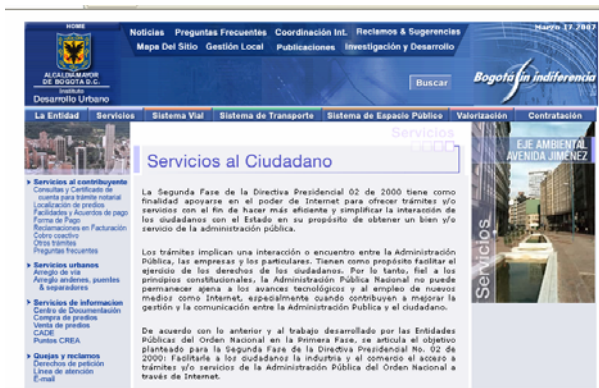 HOME
Noticias Preguntas Frecuentes Coordinación Int. Reclamos & Sugerencias
Marzo 17 2007
Mapa Del Sitio Gestión Local Publicaciones Investigación y Desarrollo
ALCALDIA MAYOR
DE BOGOTA D.C.
Instituto
Desarrollo Urbano
Buscar
Bogotá sin indiferencia
La Entidad Servicios Sistema Vial Sistema de Transporte Sistema de Espacio Público Valorización Contratación
Servicios
EJE AMBIENTAL
AVENIDA JIMÉNEZ
Servicios al Ciudadano
Servicios
Servicios al contribuyente
Consultas y Certificado de
cuenta para trámite notarial
Localización de predios
Facilidades y Acuerdos de pago
Forma de Pago
Reclamaciones en Facturación
Cobro coactivo
Otros trámites
Preguntas frecuentes
Servicios urbanos
Arreglo de vía
Arreglo andenes, puentes
& separadores
Servicios de informacion
Centro de Documentación
Compra de predios
Venta de predios
CADE
Puntos CREA
Quejas y reclamos
Derechos de petición
Línea de atención
E-mail
La Segunda Fase de la Directiva Presidencial 02 de 2000 tiene como
finalidad apoyarse en el poder de Internet para ofrecer trámites y/o
servicios con el fin de hacer más eficiente y simplificar la interacción de
los ciudadanos con el Estado en su propósito de obtener un bien y/o
servicio de la administración pública.
Los trámites implican una interacción o encuentro entre la Administración
Pública, las empresas y los particulares. Tienen como propósito facilitar el
ejercicio de los derechos de los ciudadanos. Por lo tanto, fiel a los
principios constitucionales, la Administración Pública Nacional no puede
permanecer ajena a los avances tecnológicos y al empleo de nuevos
medios como Internet, especialmente cuando contribuyen a mejorar la
gestión y la comunicación entre la Administración Publica y el ciudadano.
De acuerdo con lo anterior y al trabajo desarrollado por las Entidades
Públicas del Orden Nacional en la Primera Fase, se articula el objetivo
planteado para la Segunda Fase de la Directiva Presidencial No. 02 de
2000: Facilitarle a los ciudadanos la industria y el comercio el acceso a
trámites y/o servicios de la Administración Pública del Orden Nacional a
través de Internet.